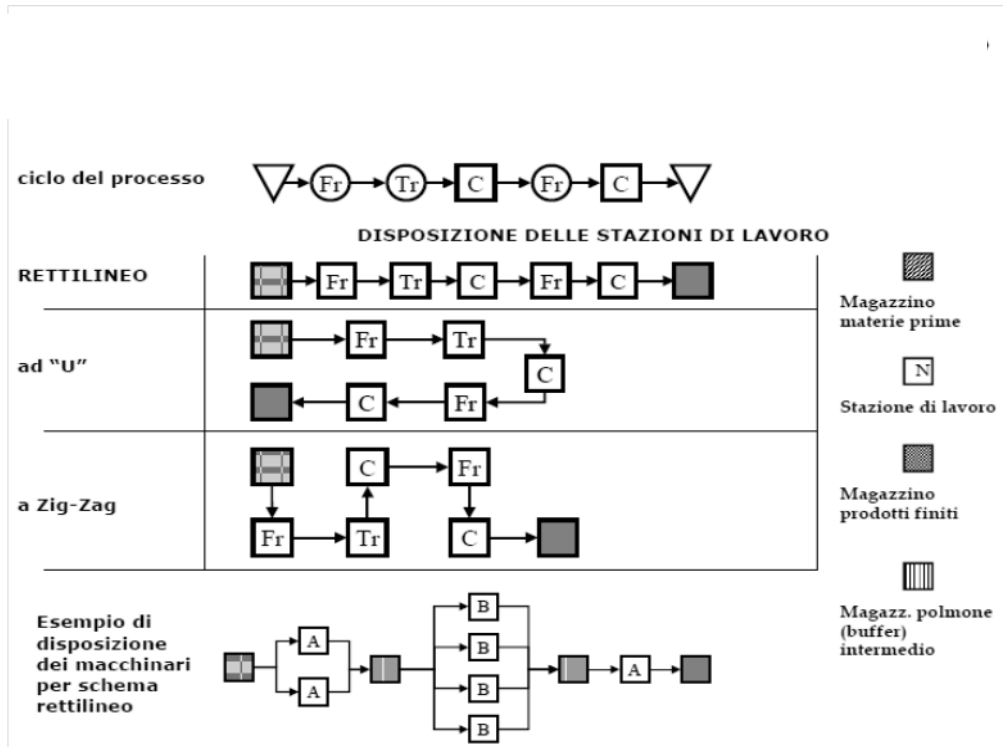 ciclo del processo
Fr Tr C Fr C
DISPOSIZIONE DELLE STAZIONI DI LAVORO
RETTILINEO
Fr Tr C Fr C
ad “U”
Fr Tr
C
C Fr
a Zig-Zag
C Fr
Fr Tr C
Magazzino
materie prime
N
Stazione di lavoro
Magazzino
prodotti finiti
Magazz. polmone
(buffer)
intermedio
Esempio di
disposizione
dei macchinari
per schema
rettilineo
A
A
B
B
B
B
A